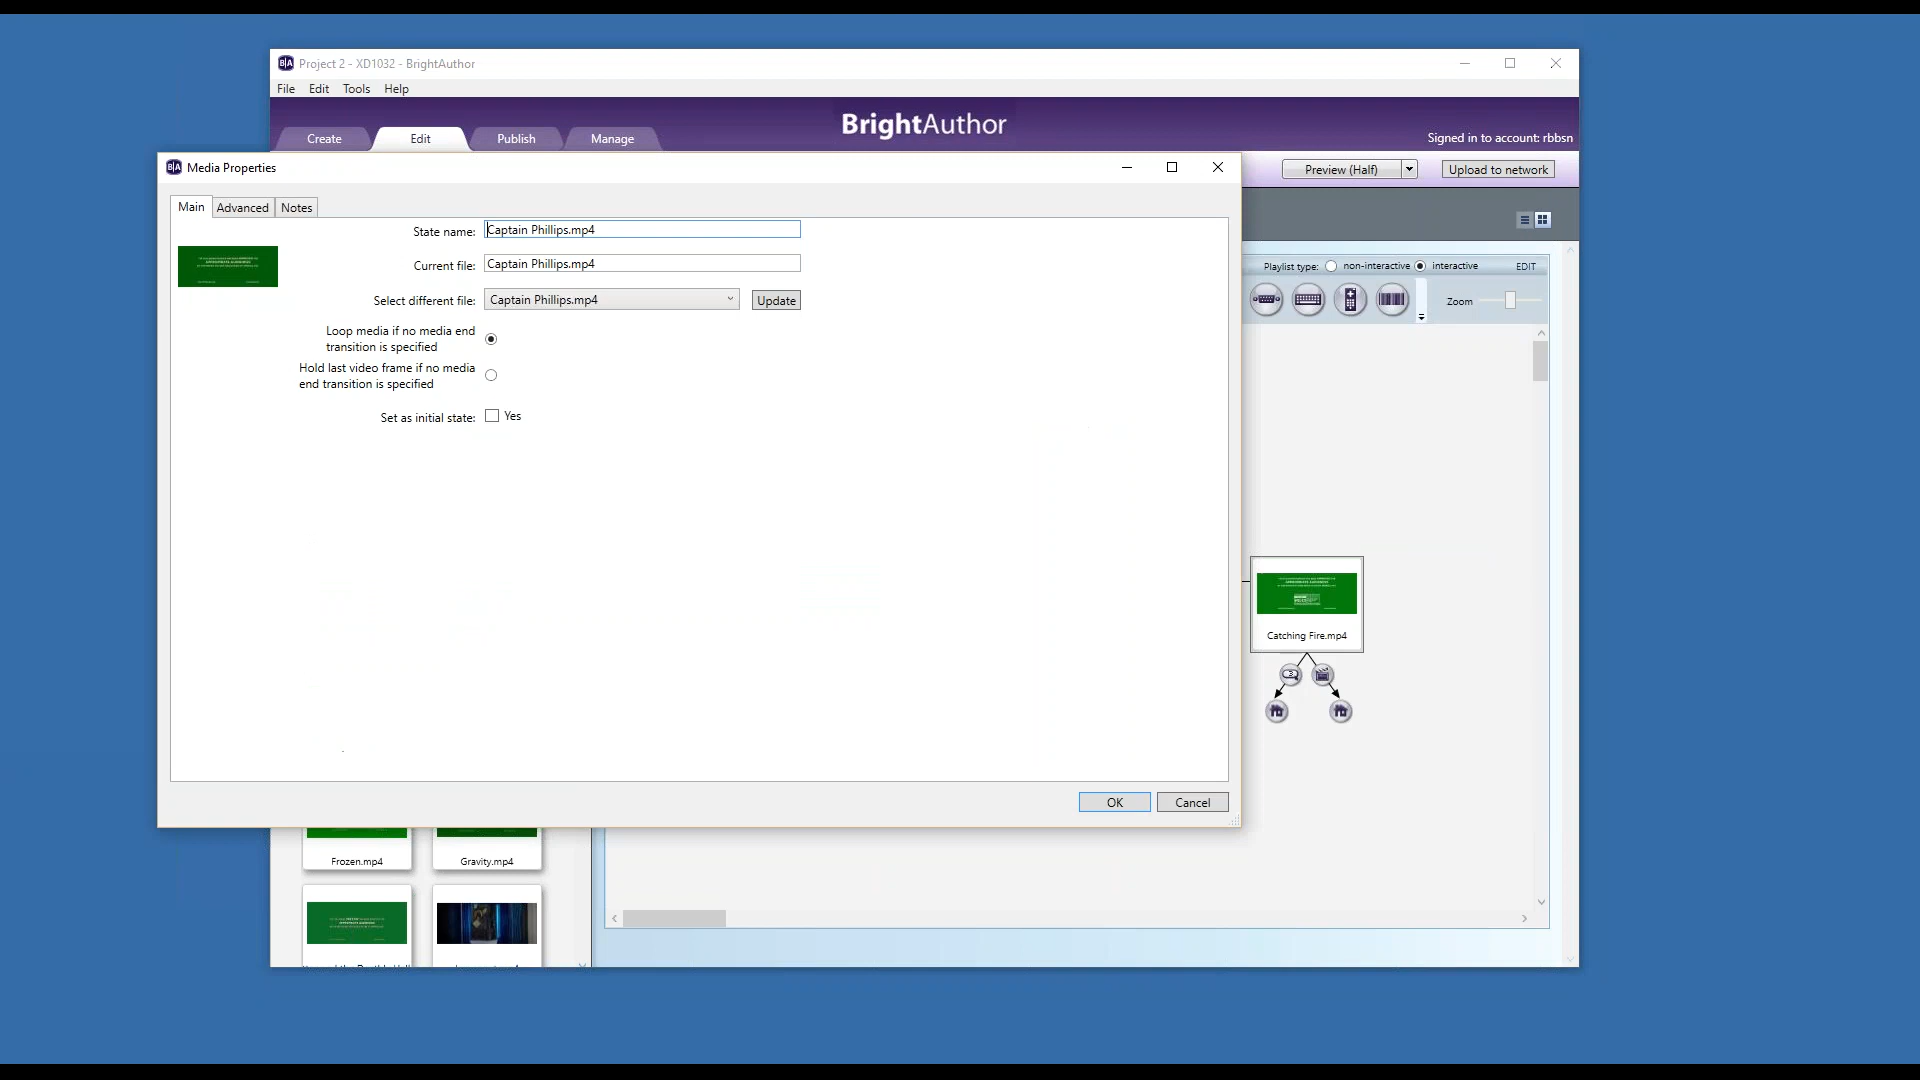 Project 2 - XD1032 - BrightAuthor
File Edit Tools Help
BrightAuthor
Create Edit Publish Manage
Signed in to account: rbbsn
Media Properties
Preview (Half) Upload to network
Main Advanced Notes
State name: Captain Phillips.mp4
Current file: Captain Phillips.mp4
Select different file: Captain Phillips.mp4 Update
Loop media if no media end
transition is specified
Hold last video frame if no media
end transition is specified
Set as initial state: Yes
Playlist type: non-interactive interactive EDIT
Zoom
Catching Fire.mp4
OK Cancel
Frozen.mp4 Gravity.mp4